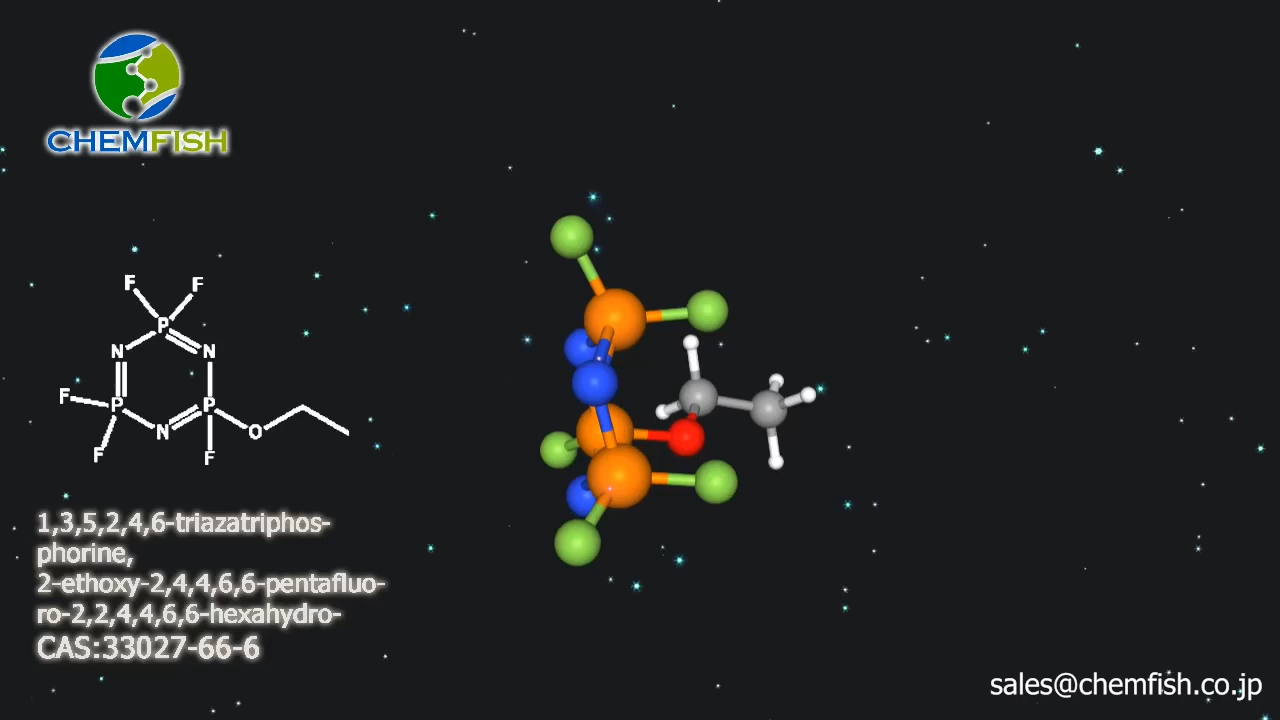 CHEMFISH
F F
P
N N
F P P
N O
F F
1,3,5,2,4,6-triazatriphos-
phorine,
2-ethoxy-2,4,4,6,6-pentafluo-
ro-2,2,4,4,6,6-hexahydro-
CAS:33027-66-6
sales@chemfish.co.jp